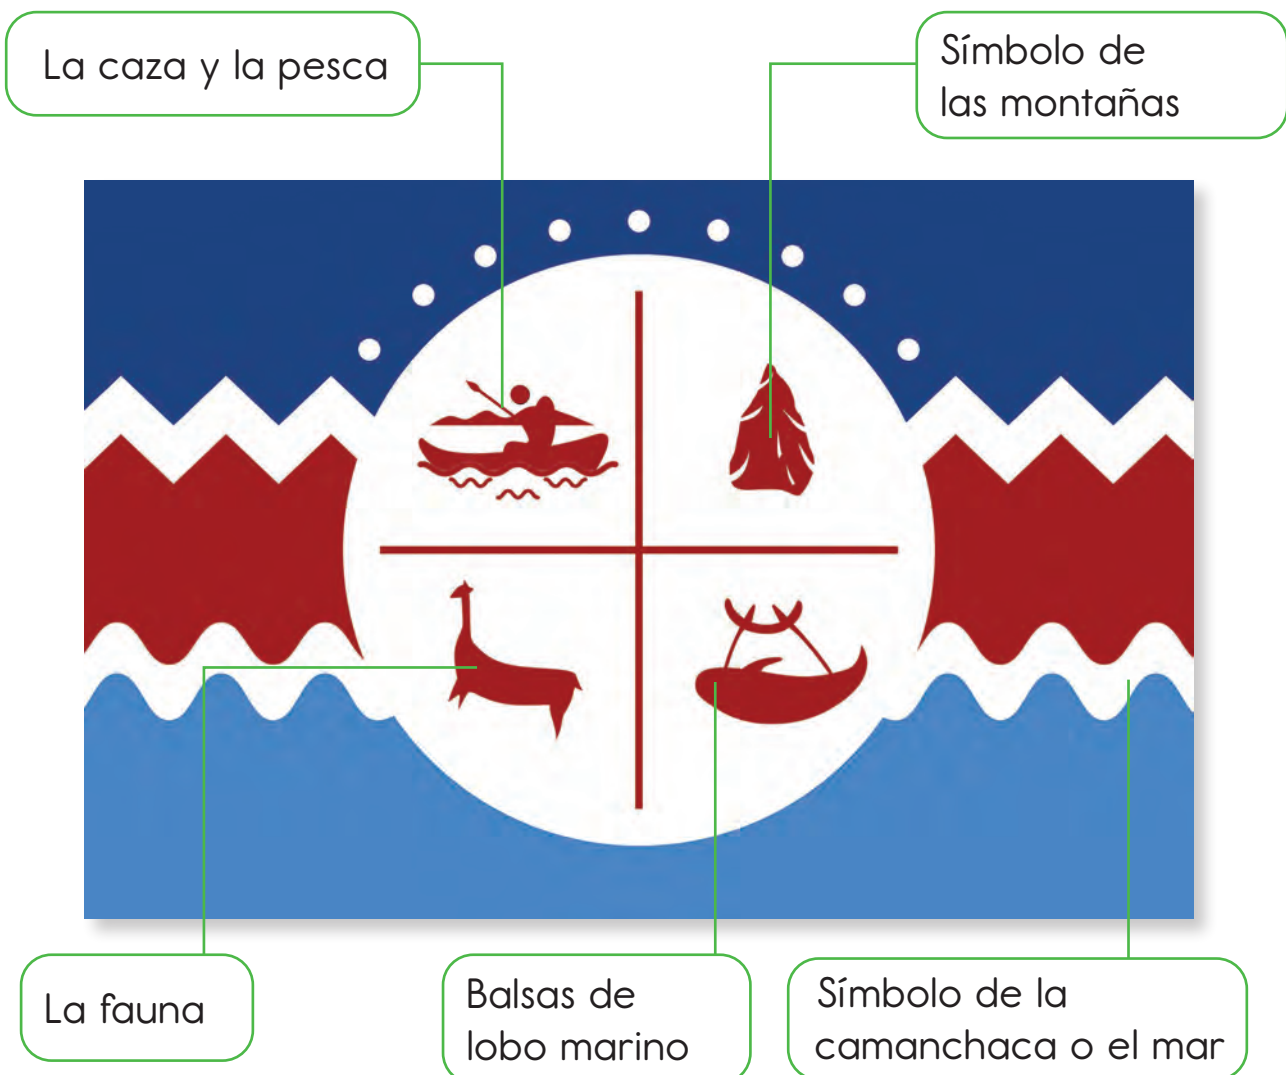 La caza y la pesca
Símbolo de
las montañas
La fauna
Balsas de
lobo marino
Símbolo de la
camanchaca o el mar